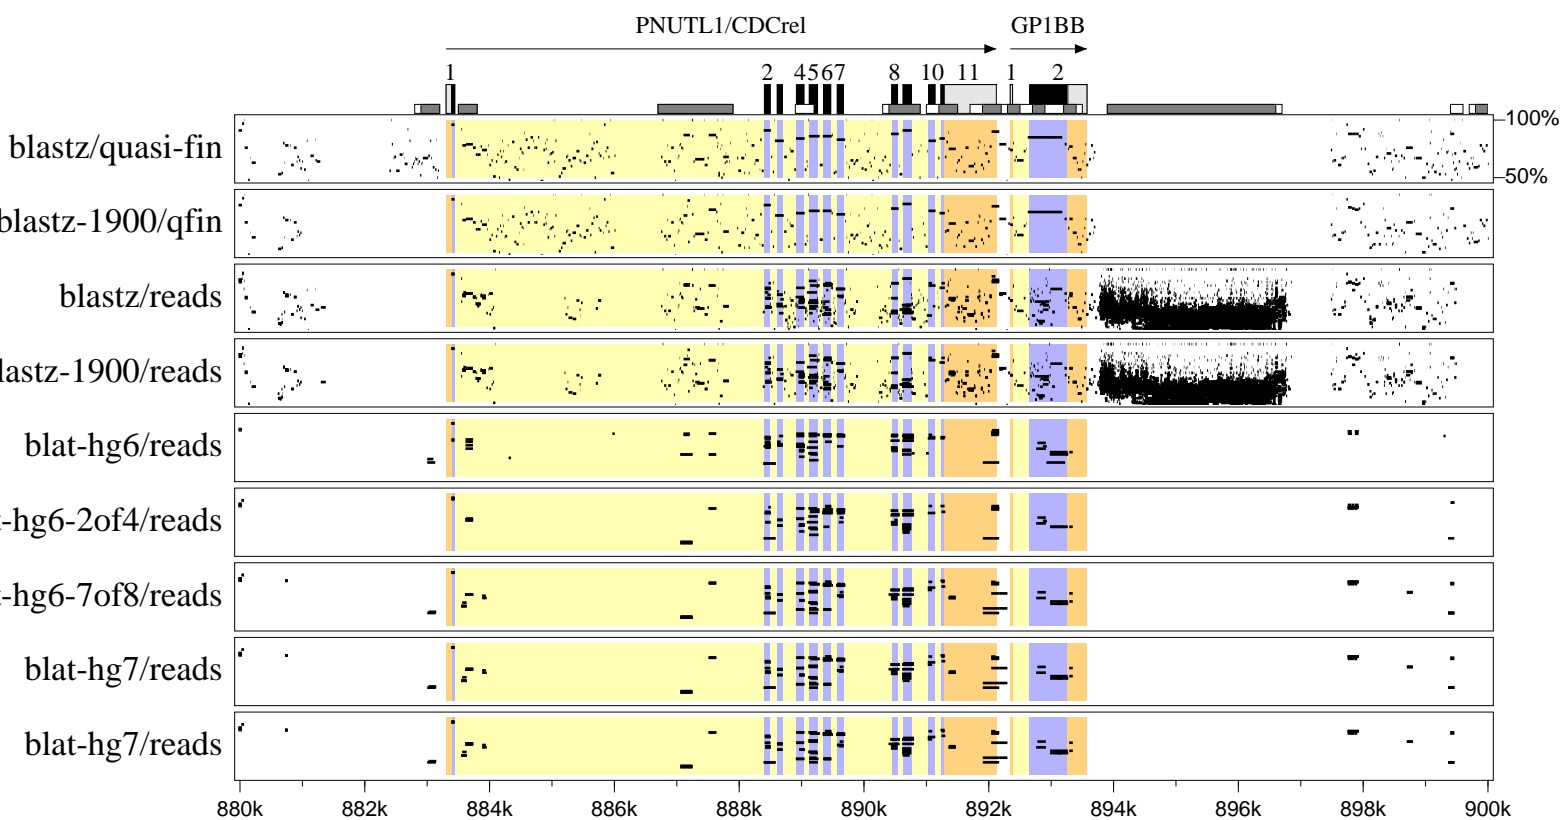 PNUTL1/CDCrel GP1BB
1 2 4567 8 10 11 1 2
blastz/quasi-fin
100%
50%
blastz-1900/qfin
blastz/reads
lastz-1900/reads
blat-hg6/reads
t-hg6-2of4/reads
t-hg6-7of8/reads
blat-hg7/reads
blat-hg7/reads
880k 882k 884k 886k 888k 890k 892k 894k 896k 898k 900k